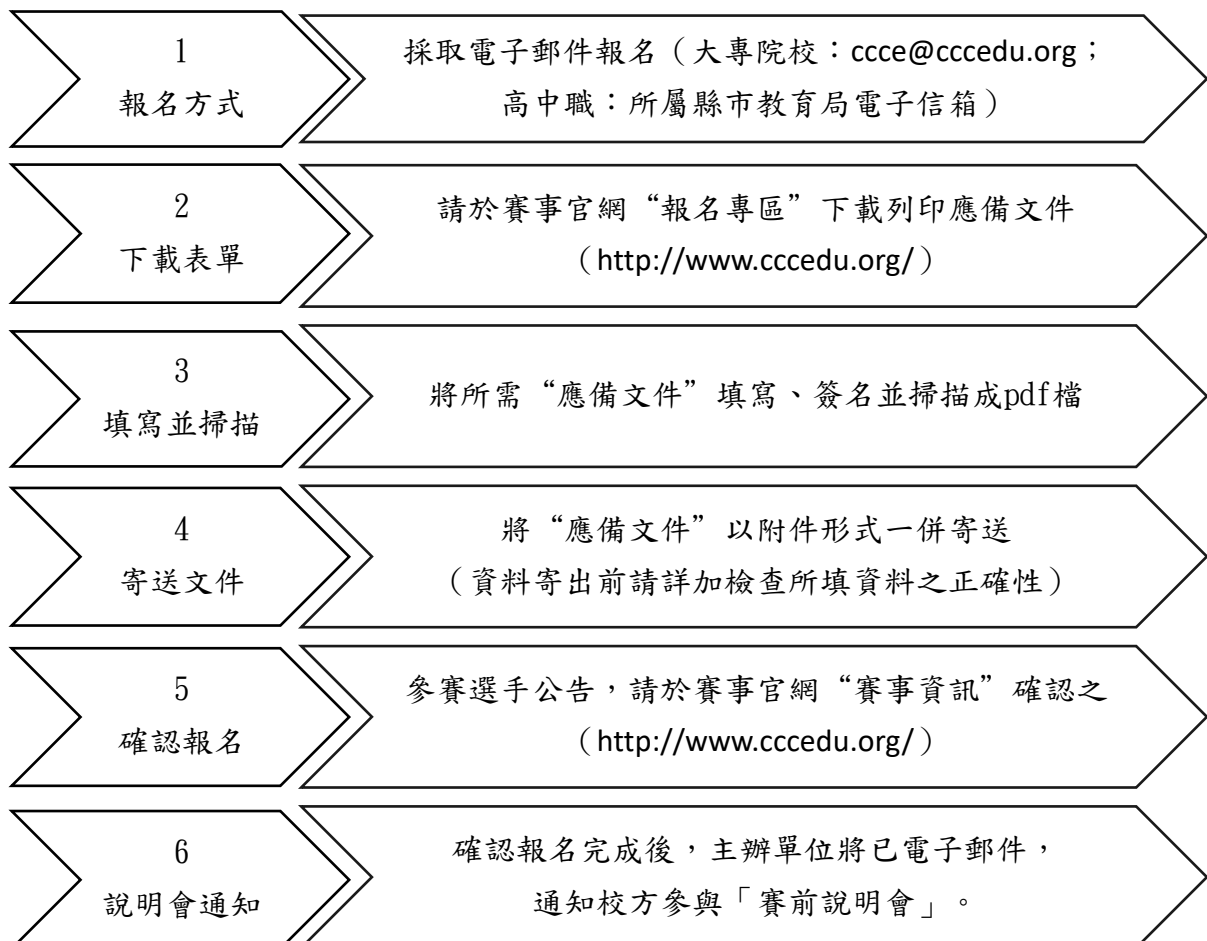 1
報名方式
採取電子郵件報名（大專院校：ccce@cccedu.org；
高中職：所屬縣市教育局電子信箱）
2
下載表單
請於賽事官網“報名專區”下載列印應備文件
（http://www.cccedu.org/）
3
填寫並掃描
將所需“應備文件”填寫、簽名並掃描成pdf檔
4
寄送文件
將“應備文件”以附件形式一併寄送
（資料寄出前請詳加檢查所填資料之正確性）
5
確認報名
參賽選手公告，請於賽事官網“賽事資訊”確認之
（http://www.cccedu.org/）
6
說明會通知
確認報名完成後，主辦單位將已電子郵件，
通知校方參與「賽前說明會」。